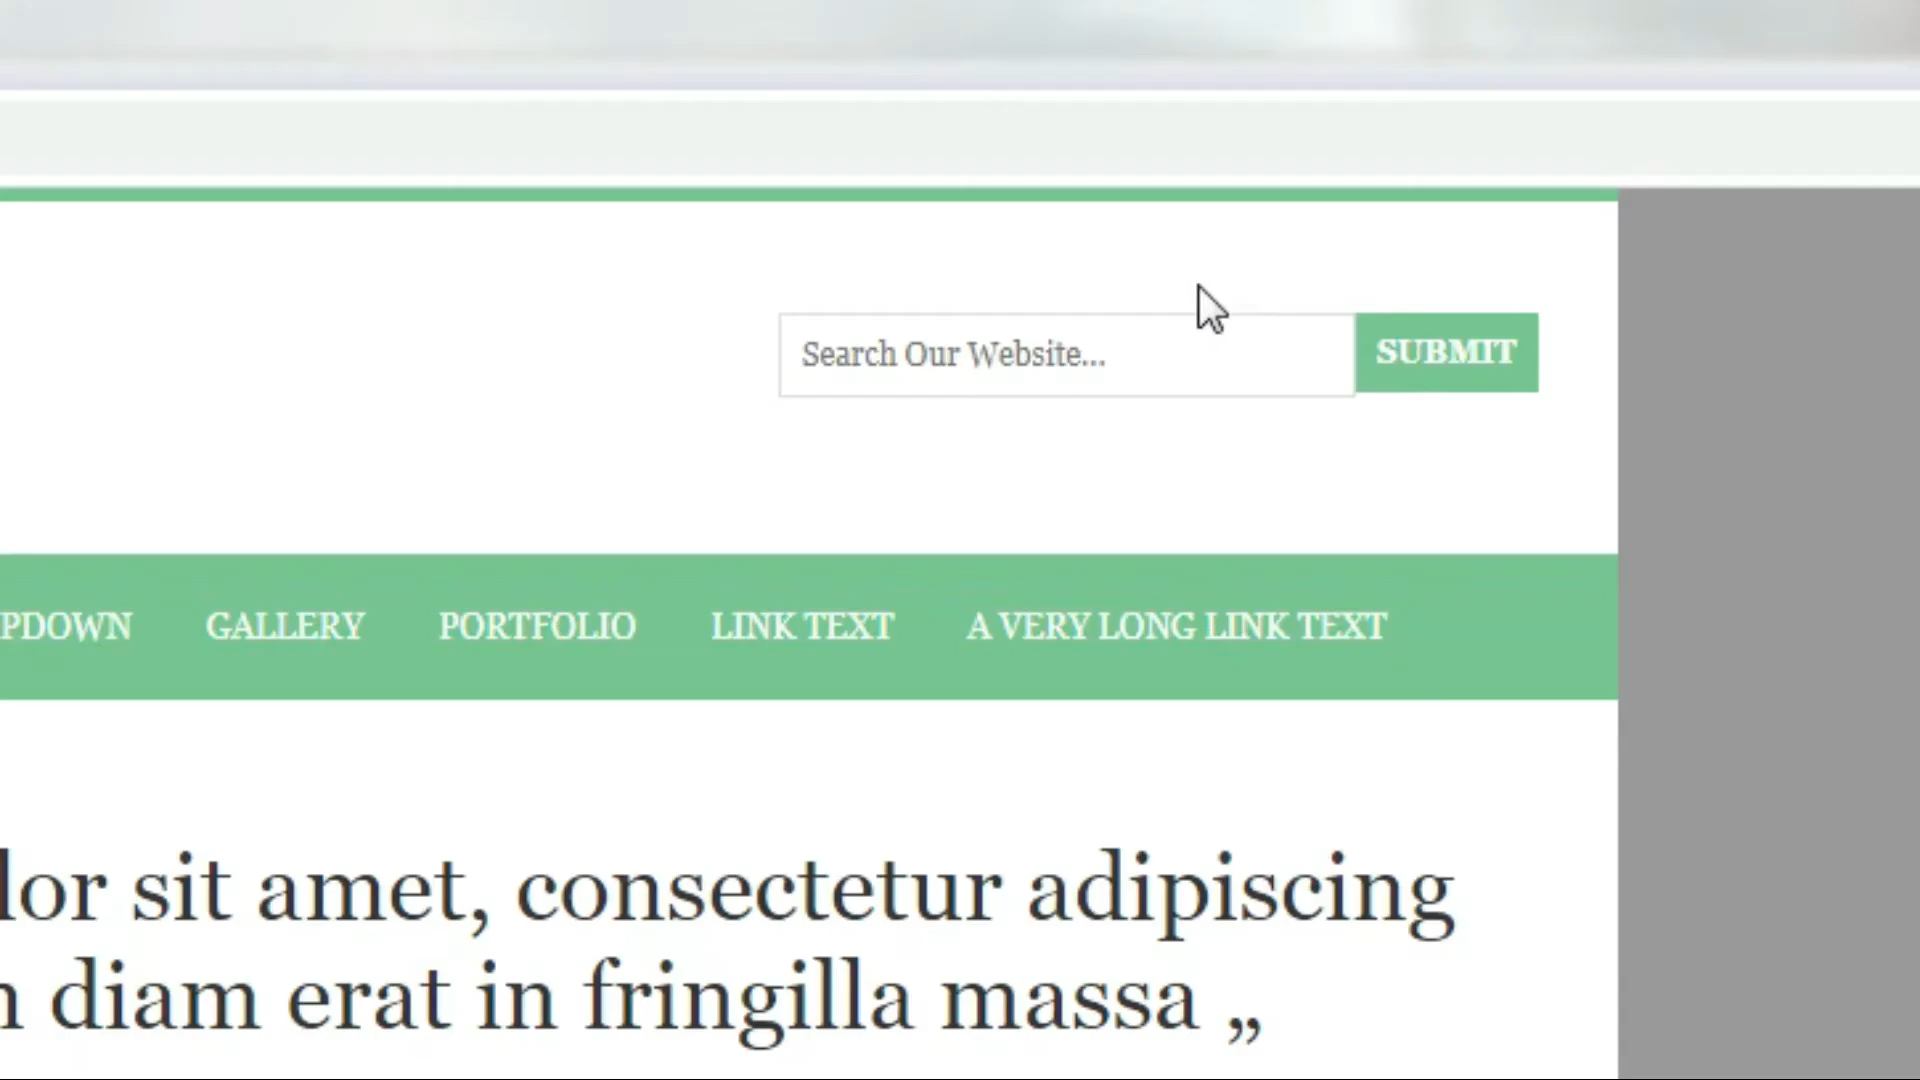 Search Our Website...
SUBMIT
PDOWN GALLERY PORTFOLIO LINK TEXT A VERY LONG LINK TEXT
lor sit amet, consectetur adipiscing
diam erat in fringilla massa „